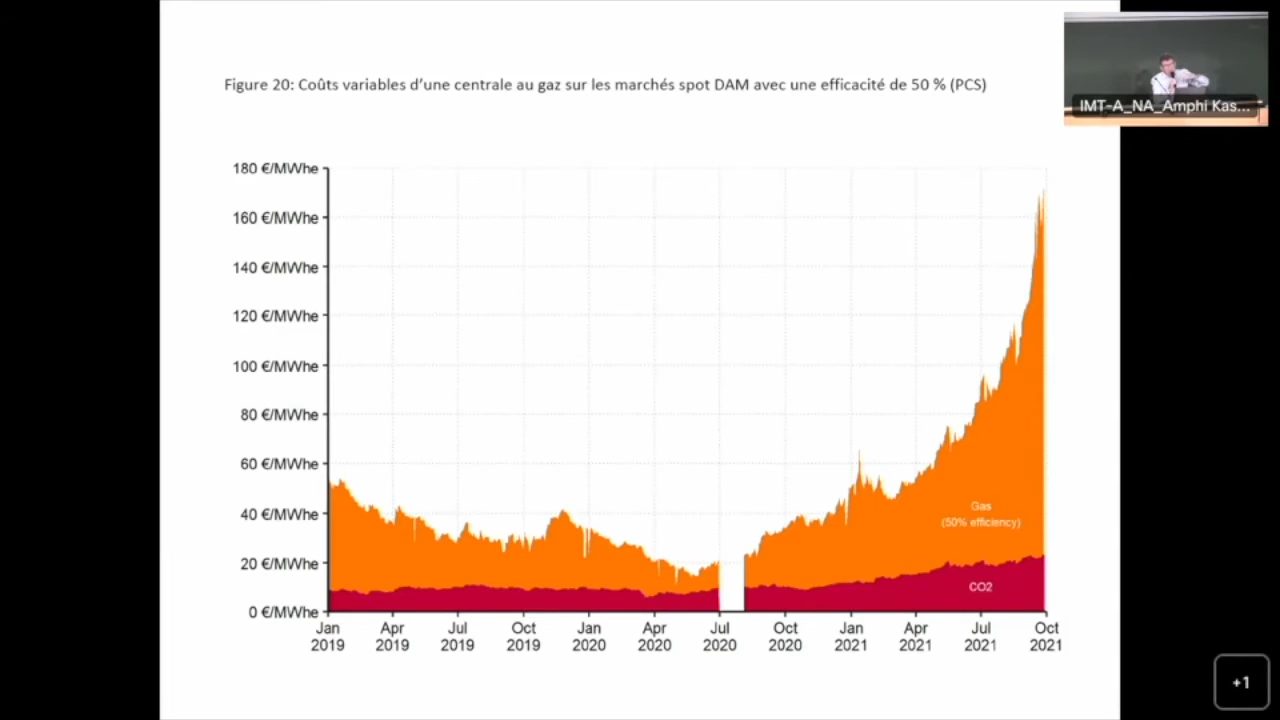 Figure 20: Coûts variables d'une centrale au gaz sur les marchés spot DAM avec une efficacité de 50 % (PCS)
IMT-A_NA_Amphi Kas...
180 €/MWhe
160 €/MWhe
140 €/MWhe
120 €/MWhe
100 €/MWhe
80 €/MWhe
60 €/MWhe
40 €/MWhe
20 €/MWhe
0 €/MWhe
Gas
(50% efficiency)
CO2
Jan Apr Jul Oct Jan Apr Jul Oct Jan Apr Jul Oct
2019 2019 2019 2019 2020 2020 2020 2020 2021 2021 2021 2021
+1